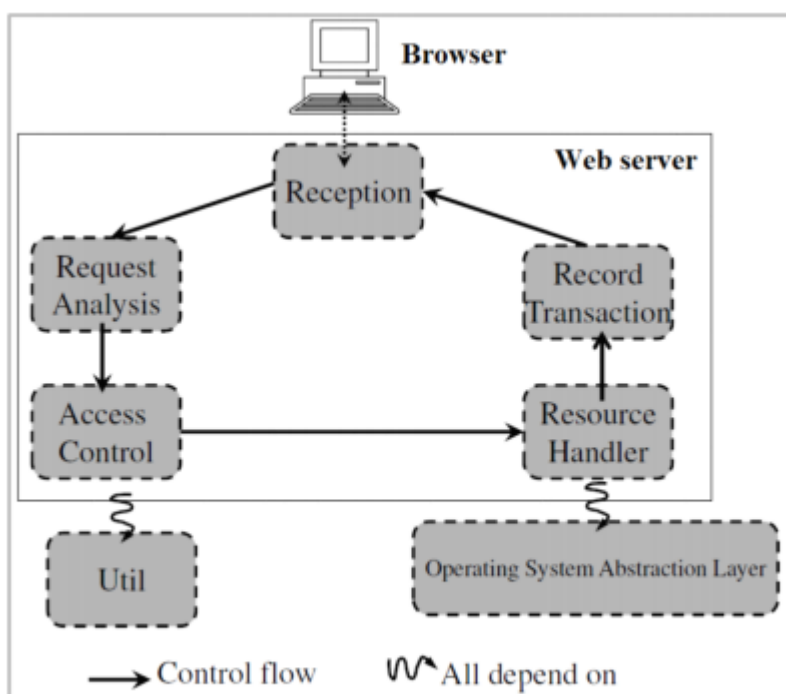 Browser
Web server
Reception
Request
Analysis
Record
Transaction
Access
Control
Resource
Handler
Util
Operating System Abstraction Layer
Control flow
All depend on